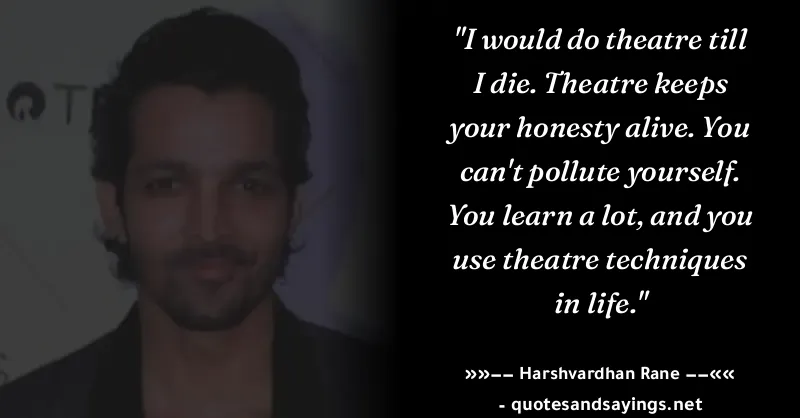 "I would do theatre till
I die. Theatre keeps
your honesty alive. You
can't pollute yourself.
You learn a lot, and you
use theatre techniques
in life."
»»–– Harshvardhan Rane ––««
- quotesandsayings.net